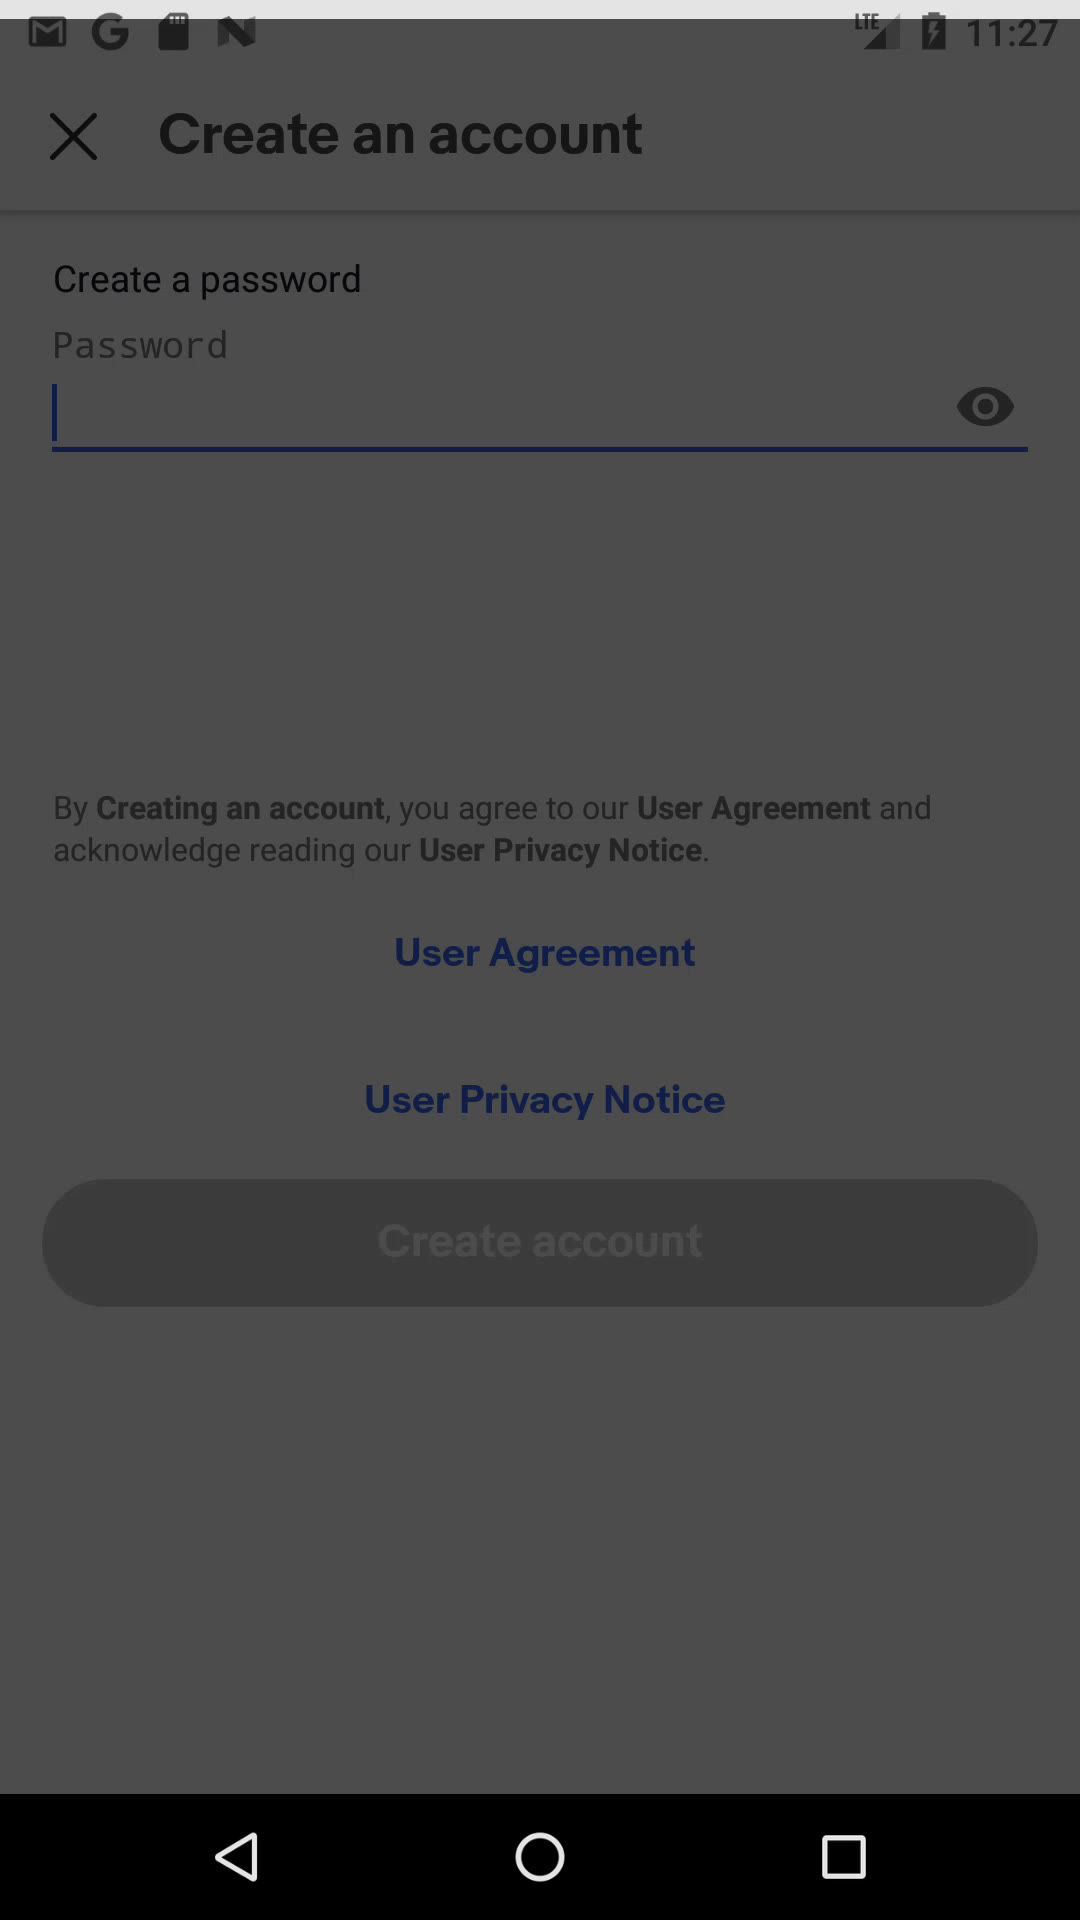 LTE 11:27
Create an account
Create a password
Password
By Creating an account, you agree to our User Agreement and
acknowledge reading our User Privacy Notice.
User Agreement
User Privacy Notice
Create account